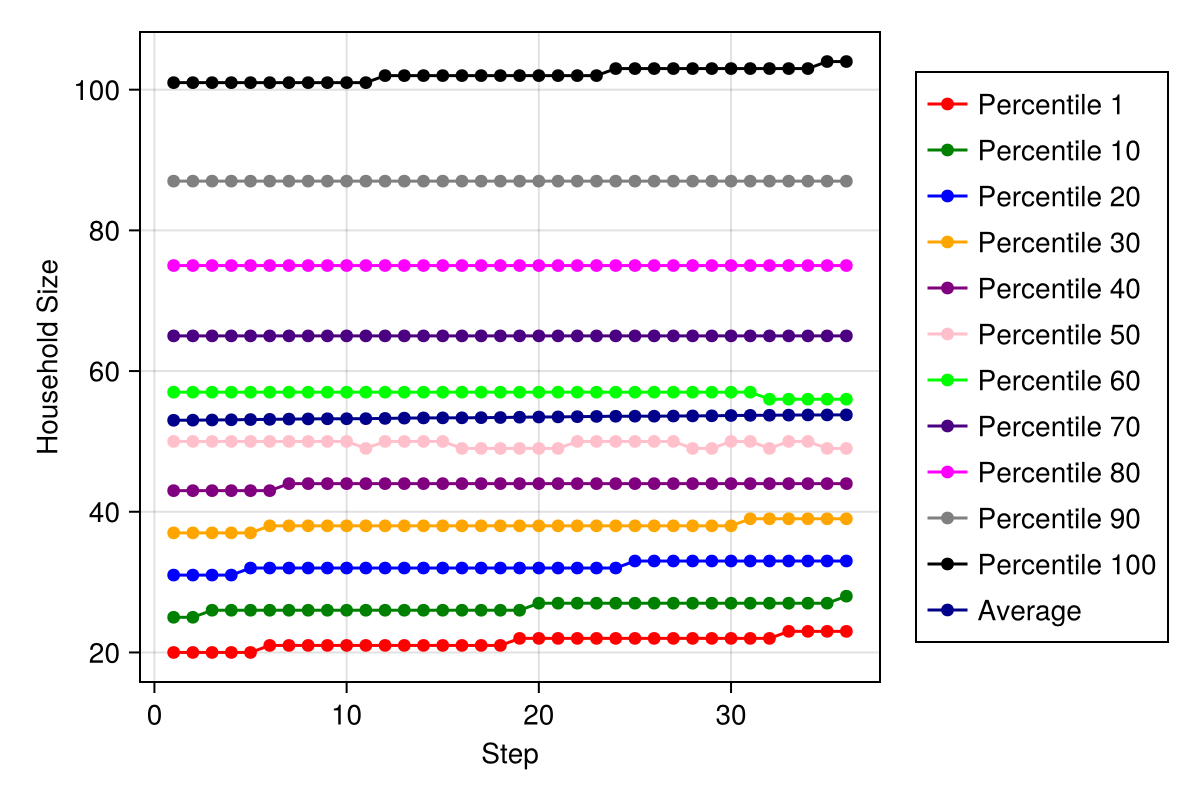 100
80
60
40
20
Household Size
0 10 20 30
Step
Percentile 1
Percentile 10
Percentile 20
Percentile 30
Percentile 40
Percentile 50
Percentile 60
Percentile 70
Percentile 80
Percentile 90
Percentile 100
Average